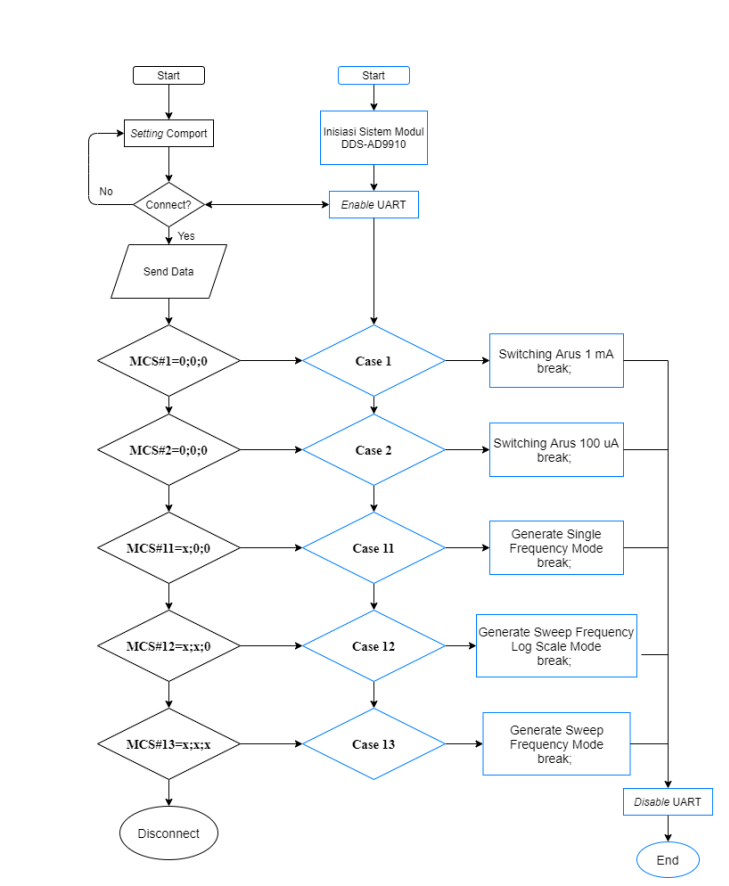 Start
Start
Setting Comport
Inisiasi Sistem Modul
DDS-AD9910
No
Connect?
Enable UART
Yes
Send Data
MCS#1=0;0;0
Case 1
Switching Arus 1 mA
break;
MCS#2=0;0;0
Case 2
Switching Arus 100 uA
break;
MCS#11=x;0;0
Case 11
Generate Single
Frequency Mode
break;
MCS#12=x;x;0
Case 12
Generate Sweep Frequency
Log Scale Mode
break;
MCS#13=x;x;x
Case 13
Generate Sweep
Frequency Mode
break;
Disable UART
Disconnect
End